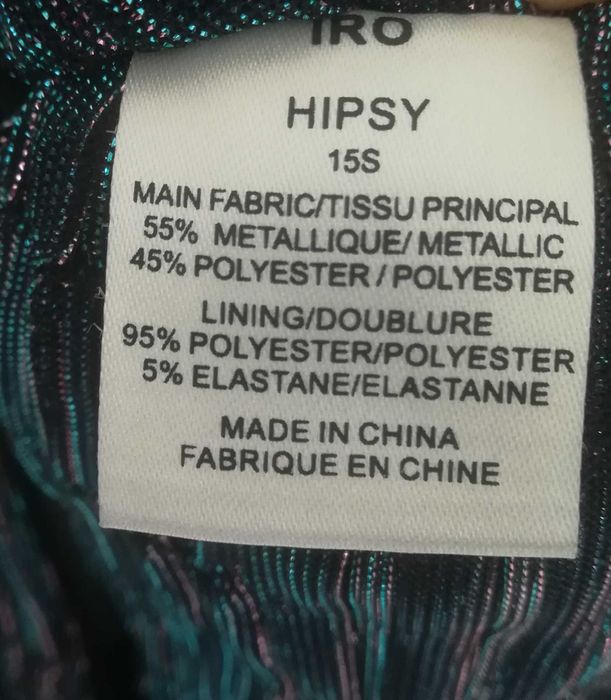 IRO
HIPSY
15S
MAIN FABRIC/TISSU PRINCIPAL
55% METALLIQUE/ METALLIC
45% POLYESTER / POLYESTER
LINING/DOUBLURE
95% POLYESTER/POLYESTER
5% ELASTANE/ELASTANNE
MADE IN CHINA
FABRIQUE EN CHINE